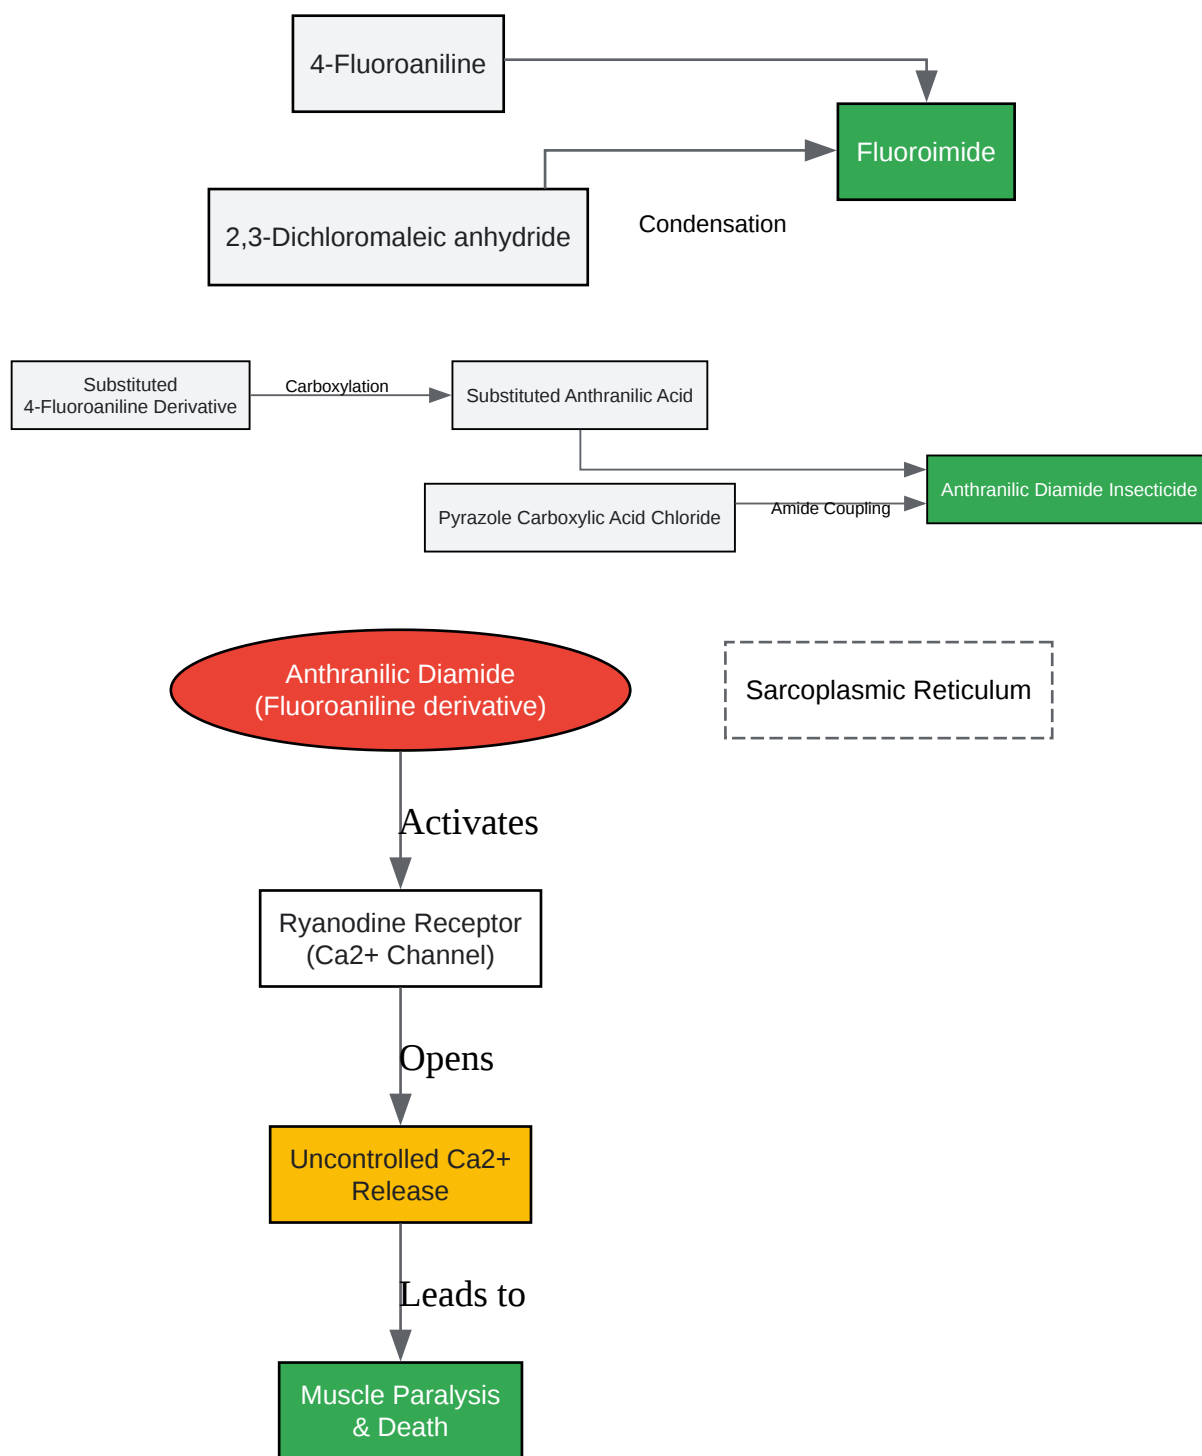 4-Fluoroaniline
Fluoroimide
2,3-Dichloromaleic anhydride
Condensation
Substituted
4-Fluoroaniline Derivative
Carboxylation
Substituted Anthranilic Acid
Pyrazole Carboxylic Acid Chloride
Amide Coupling
Anthranilic Diamide Insecticide
Anthranilic Diamide
(Fluoroaniline derivative)
Sarcoplasmic Reticulum
Activates
Ryanodine Receptor
(Ca2+ Channel)
Opens
Uncontrolled Ca2+
Release
Leads to
Muscle Paralysis
& Death